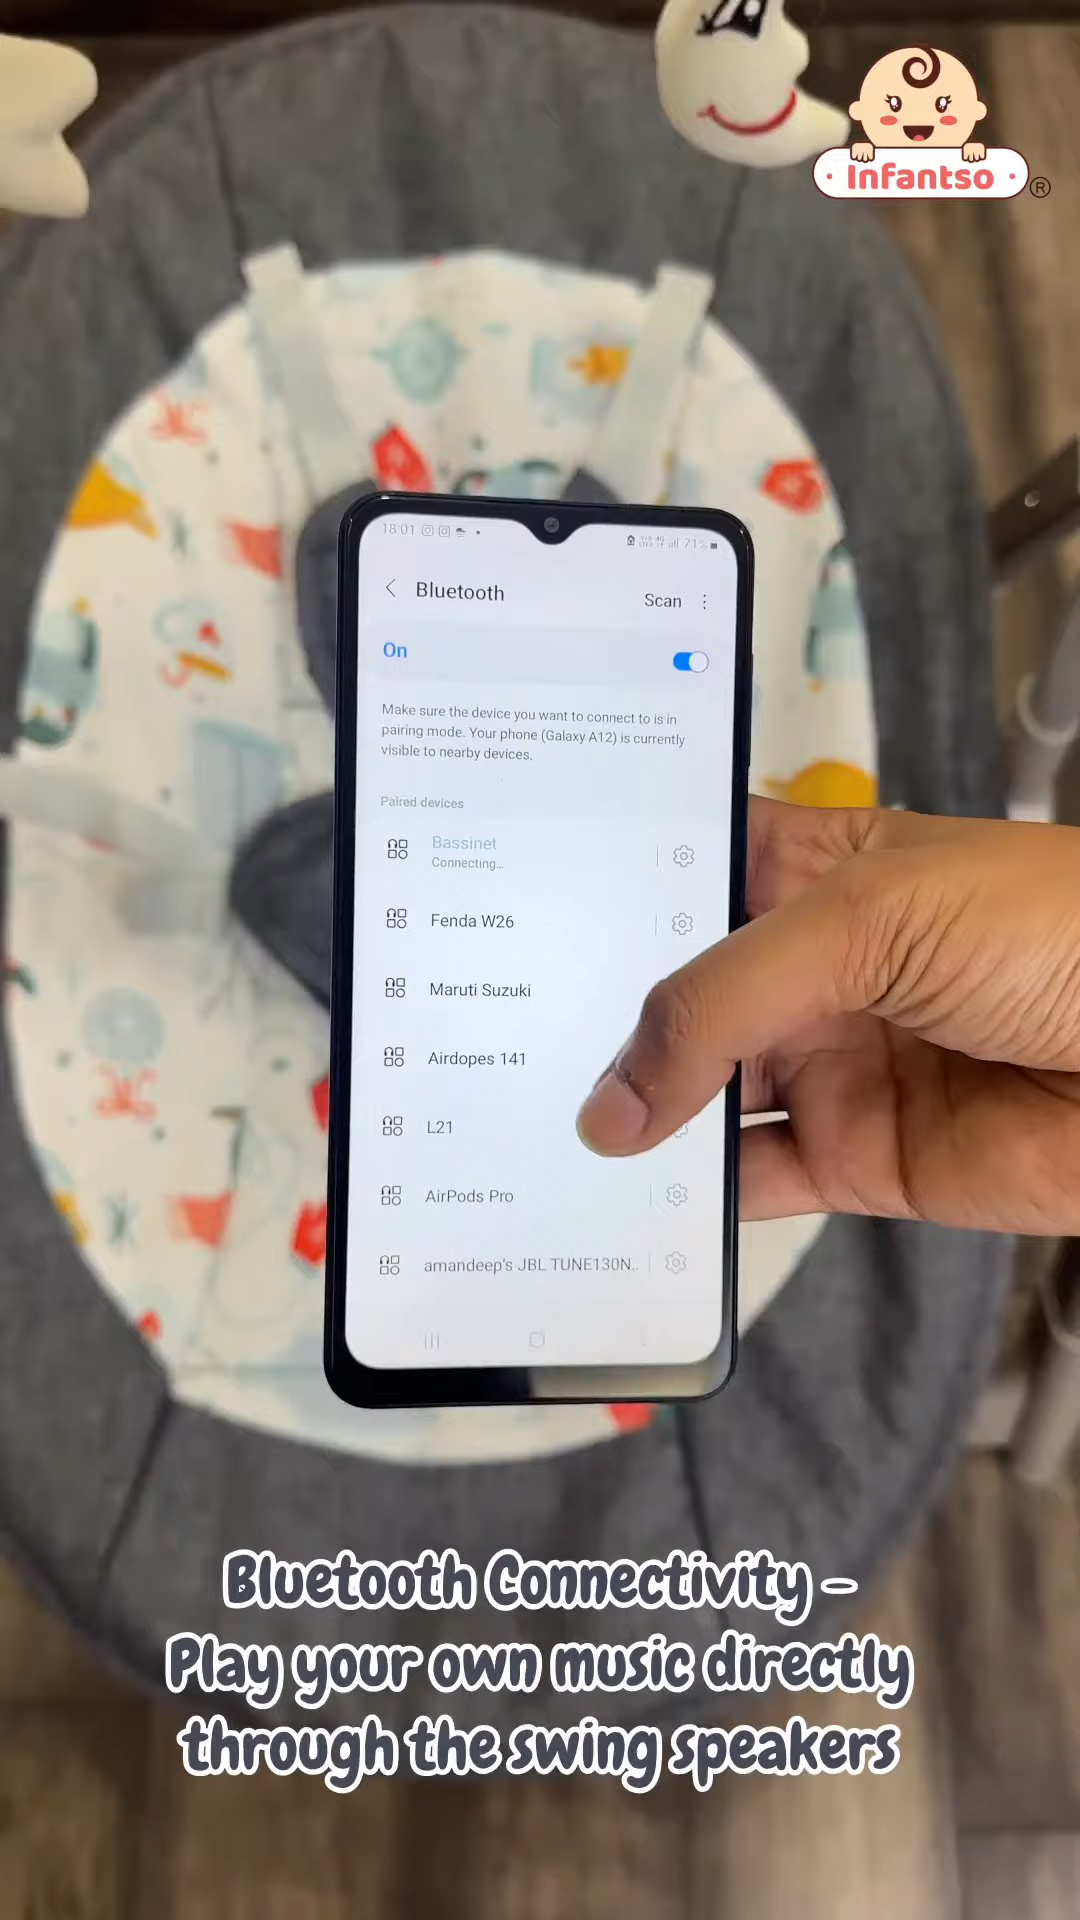 Infantso
®
18:01
71%
Bluetooth
Scan
On
Make sure the device you want to connect to is in
pairing mode. Your phone (Galaxy A12) is currently
visible to nearby devices.
Paired devices
Bassinet
Connecting...
Fenda W26
Maruti Suzuki
Airdopes 141
L21
AirPods Pro
amandeep's JBL TUNE130N..
Bluetooth Connectivity –
Play your own music directly
through the swing speakers